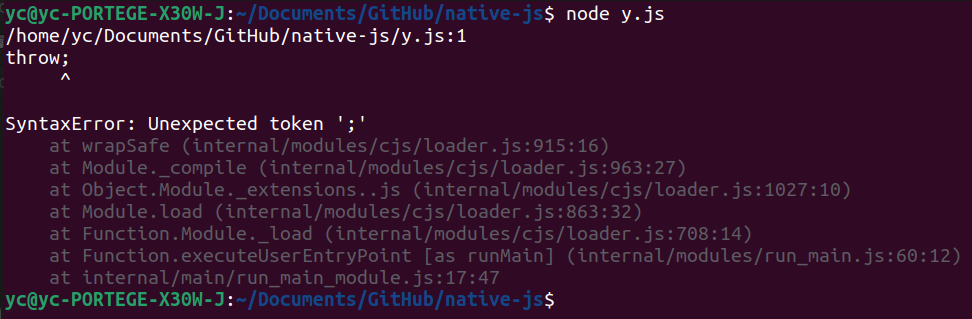 yc@yc-PORTEGE-X30W-J:~/Documents/GitHub/native-js$ node y.js
/home/yc/Documents/GitHub/native-js/y.js:1
throw;
     ^
SyntaxError: Unexpected token ';'
    at wrapSafe (internal/modules/cjs/loader.js:915:16)
    at Module._compile (internal/modules/cjs/loader.js:963:27)
    at Object.Module._extensions..js (internal/modules/cjs/loader.js:1027:10)
    at Module.load (internal/modules/cjs/loader.js:863:32)
    at Function.Module._load (internal/modules/cjs/loader.js:708:14)
    at Function.executeUserEntryPoint [as runMain] (internal/modules/run_main.js:60:12)
    at internal/main/run_main_module.js:17:47
yc@yc-PORTEGE-X30W-J:~/Documents/GitHub/native-js$